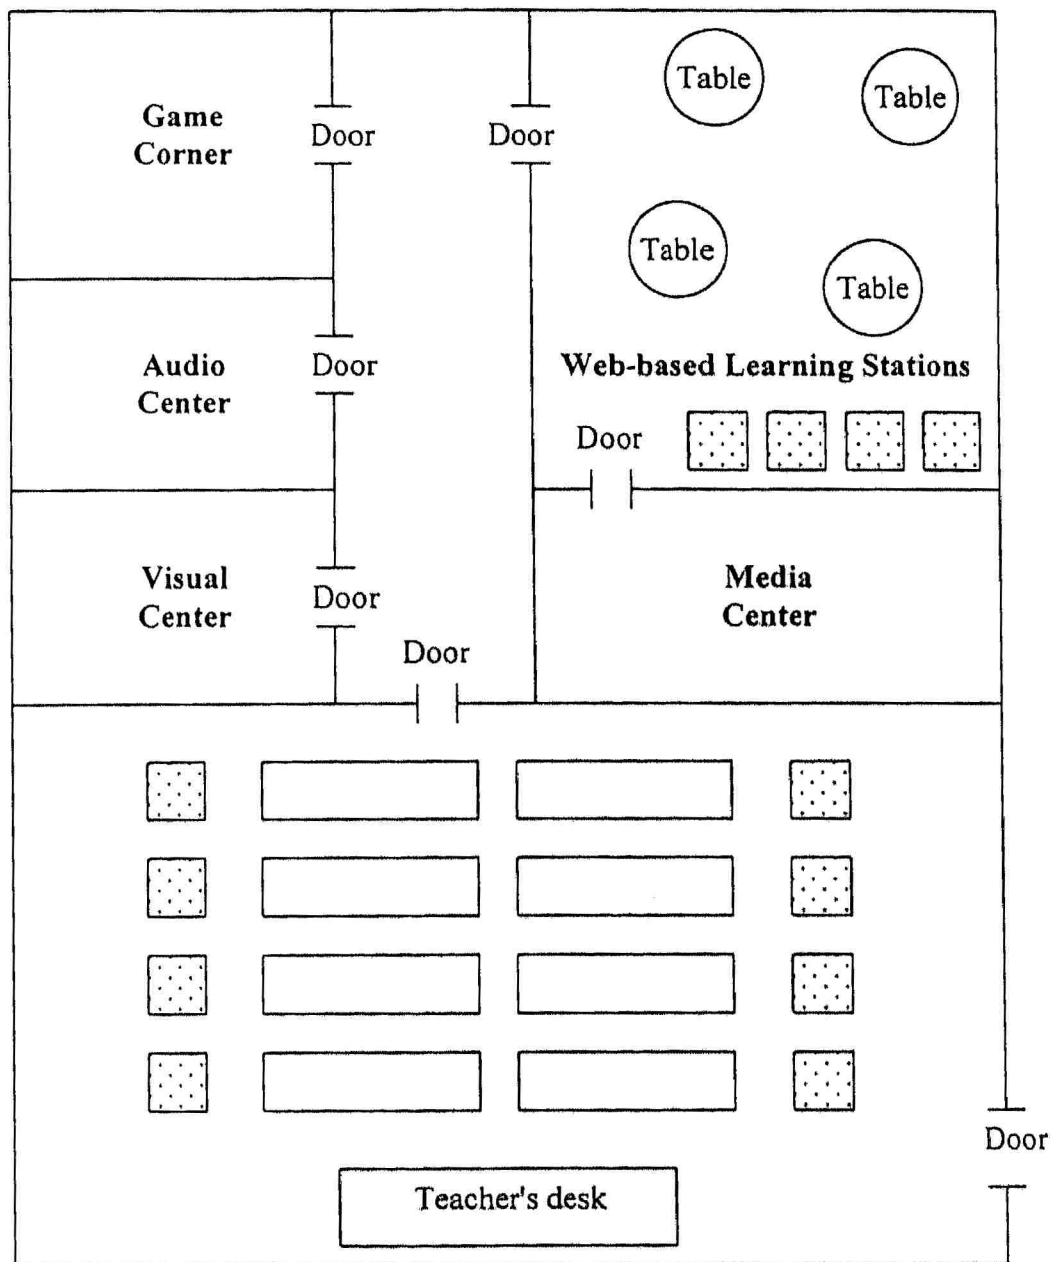 Table
Table
Game
Corner
Door
Door
Table
Table
Audio
Center
Door
Web-based Learning Stations
Door
Visual
Center
Door
Media
Center
Door
Door
Teacher's desk